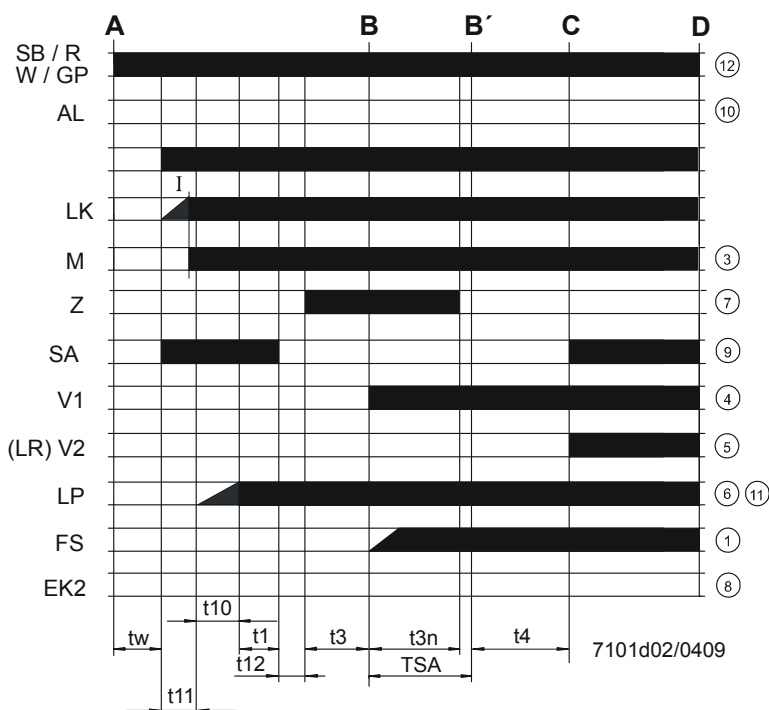 A B B´ C D
SB / R
W / GP 12
AL 10
I
LK
M 3
Z 7
SA 9
V1 4
(LR) V2 5
LP 6 11
FS 1
EK2 8
t10
tw t1 t3 t3n t4 7101d02/0409
t12 TSA
t11